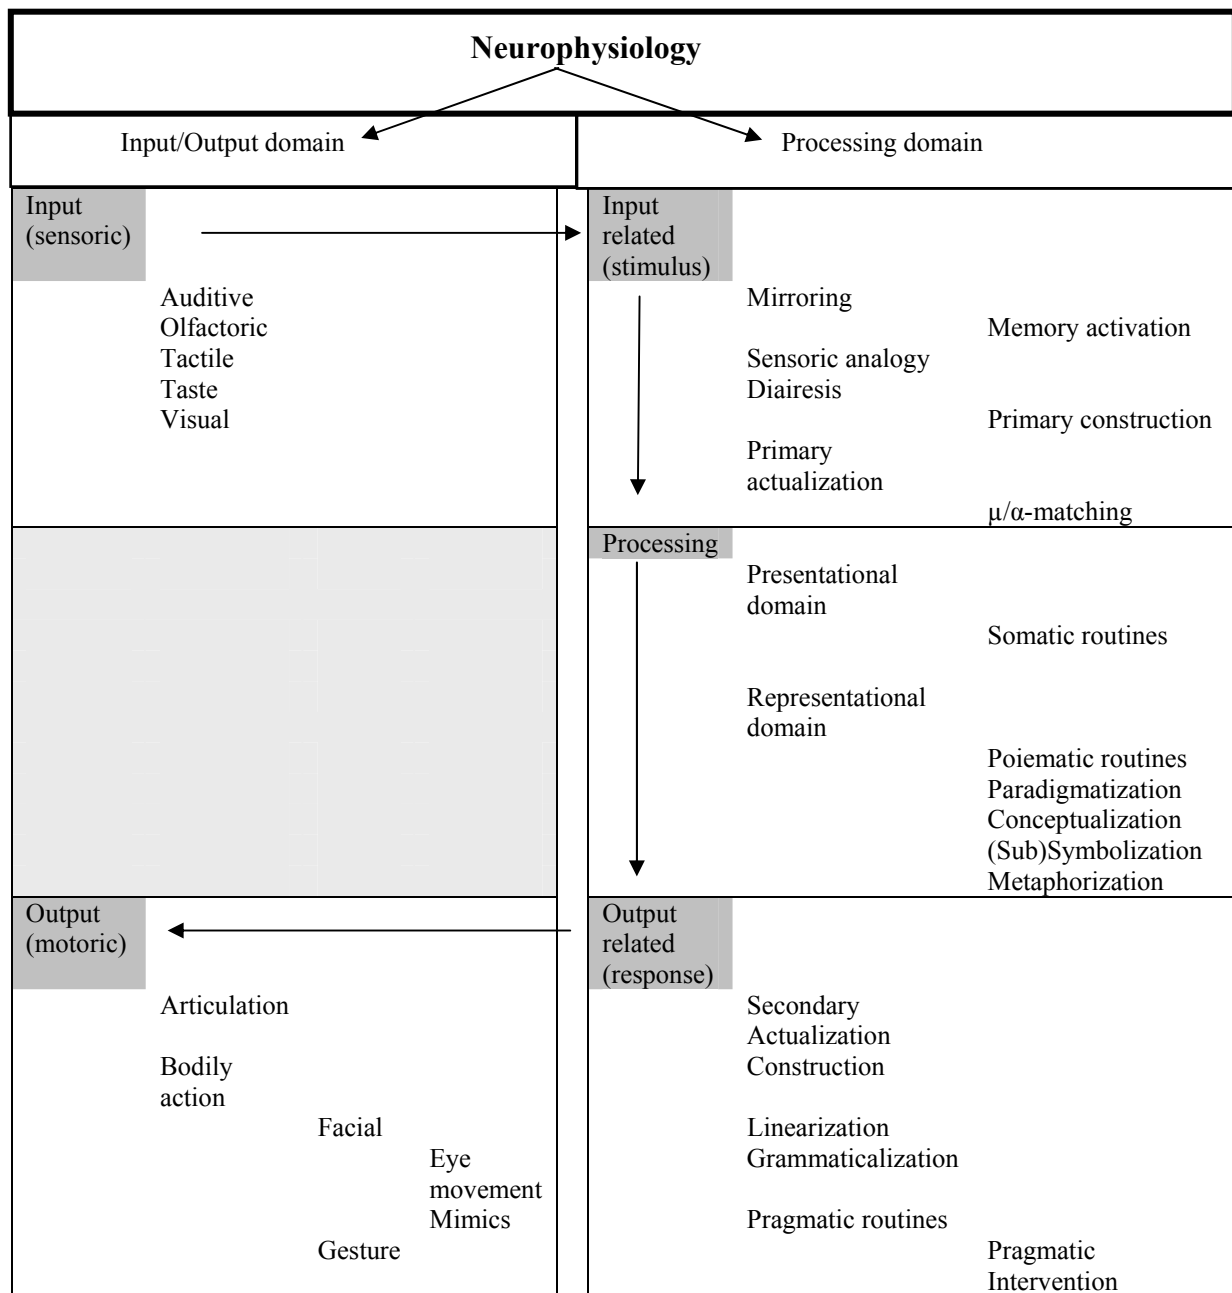 Neurophysiology
Input/Output domain
Processing domain
Input
(sensoric)
Auditive
Olfactoric
Tactile
Taste
Visual
Input
related
(stimulus)
Mirroring
Memory activation
Sensoric analogy
Diairesis
Primary construction
Primary
actualization
µ/α-matching
Processing
Presentational
domain
Somatic routines
Representational
domain
Poiematic routines
Paradigmatization
Conceptualization
(Sub)Symbolization
Metaphorization
Output
(motoric)
Articulation
Bodily
action
Facial
Eye
movement
Mimics
Gesture
Output
related
(response)
Secondary
Actualization
Construction
Linearization
Grammaticalization
Pragmatic routines
Pragmatic
Intervention